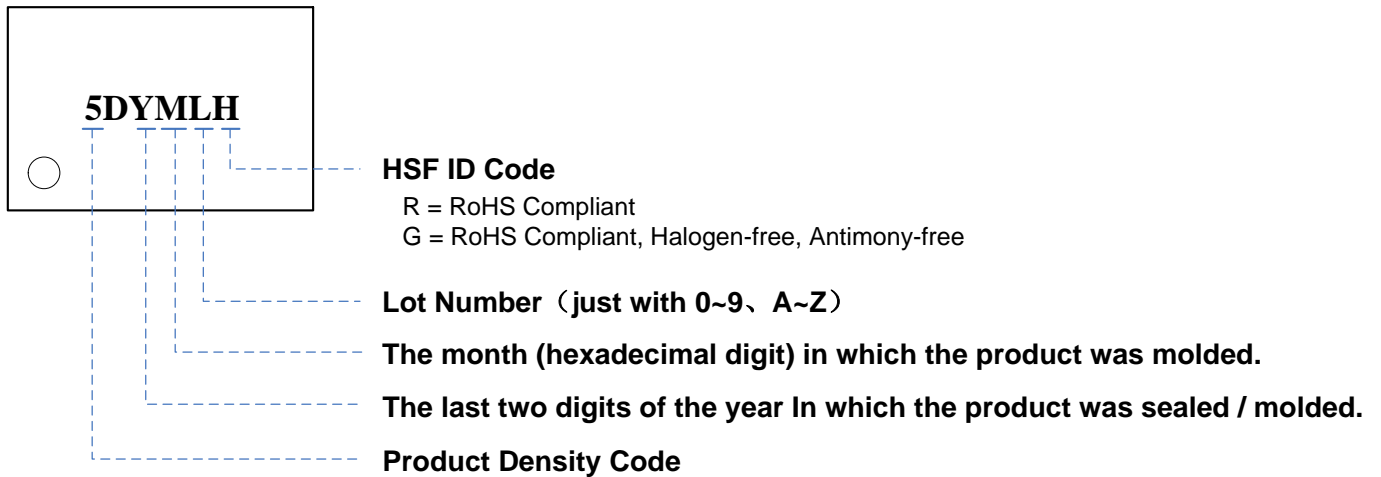 5DYMLH
HSF ID Code
R = RoHS Compliant
G = RoHS Compliant, Halogen-free, Antimony-free
Lot Number（just with 0~9、A~Z）
The month (hexadecimal digit) in which the product was molded.
The last two digits of the year In which the product was sealed / molded.
Product Density Code